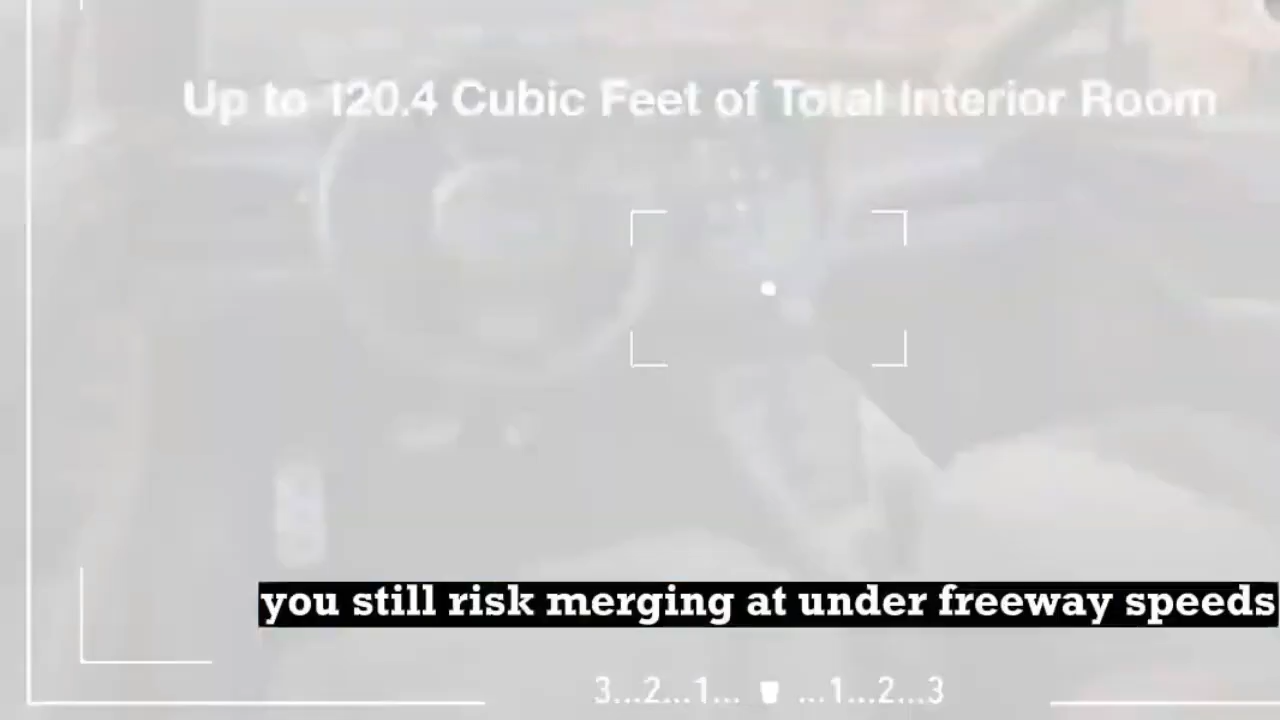 Up to 120.4 Cubic Feet of Total Interior Room
you still risk merging at under freeway speeds
3...2...1... ...1...2...3